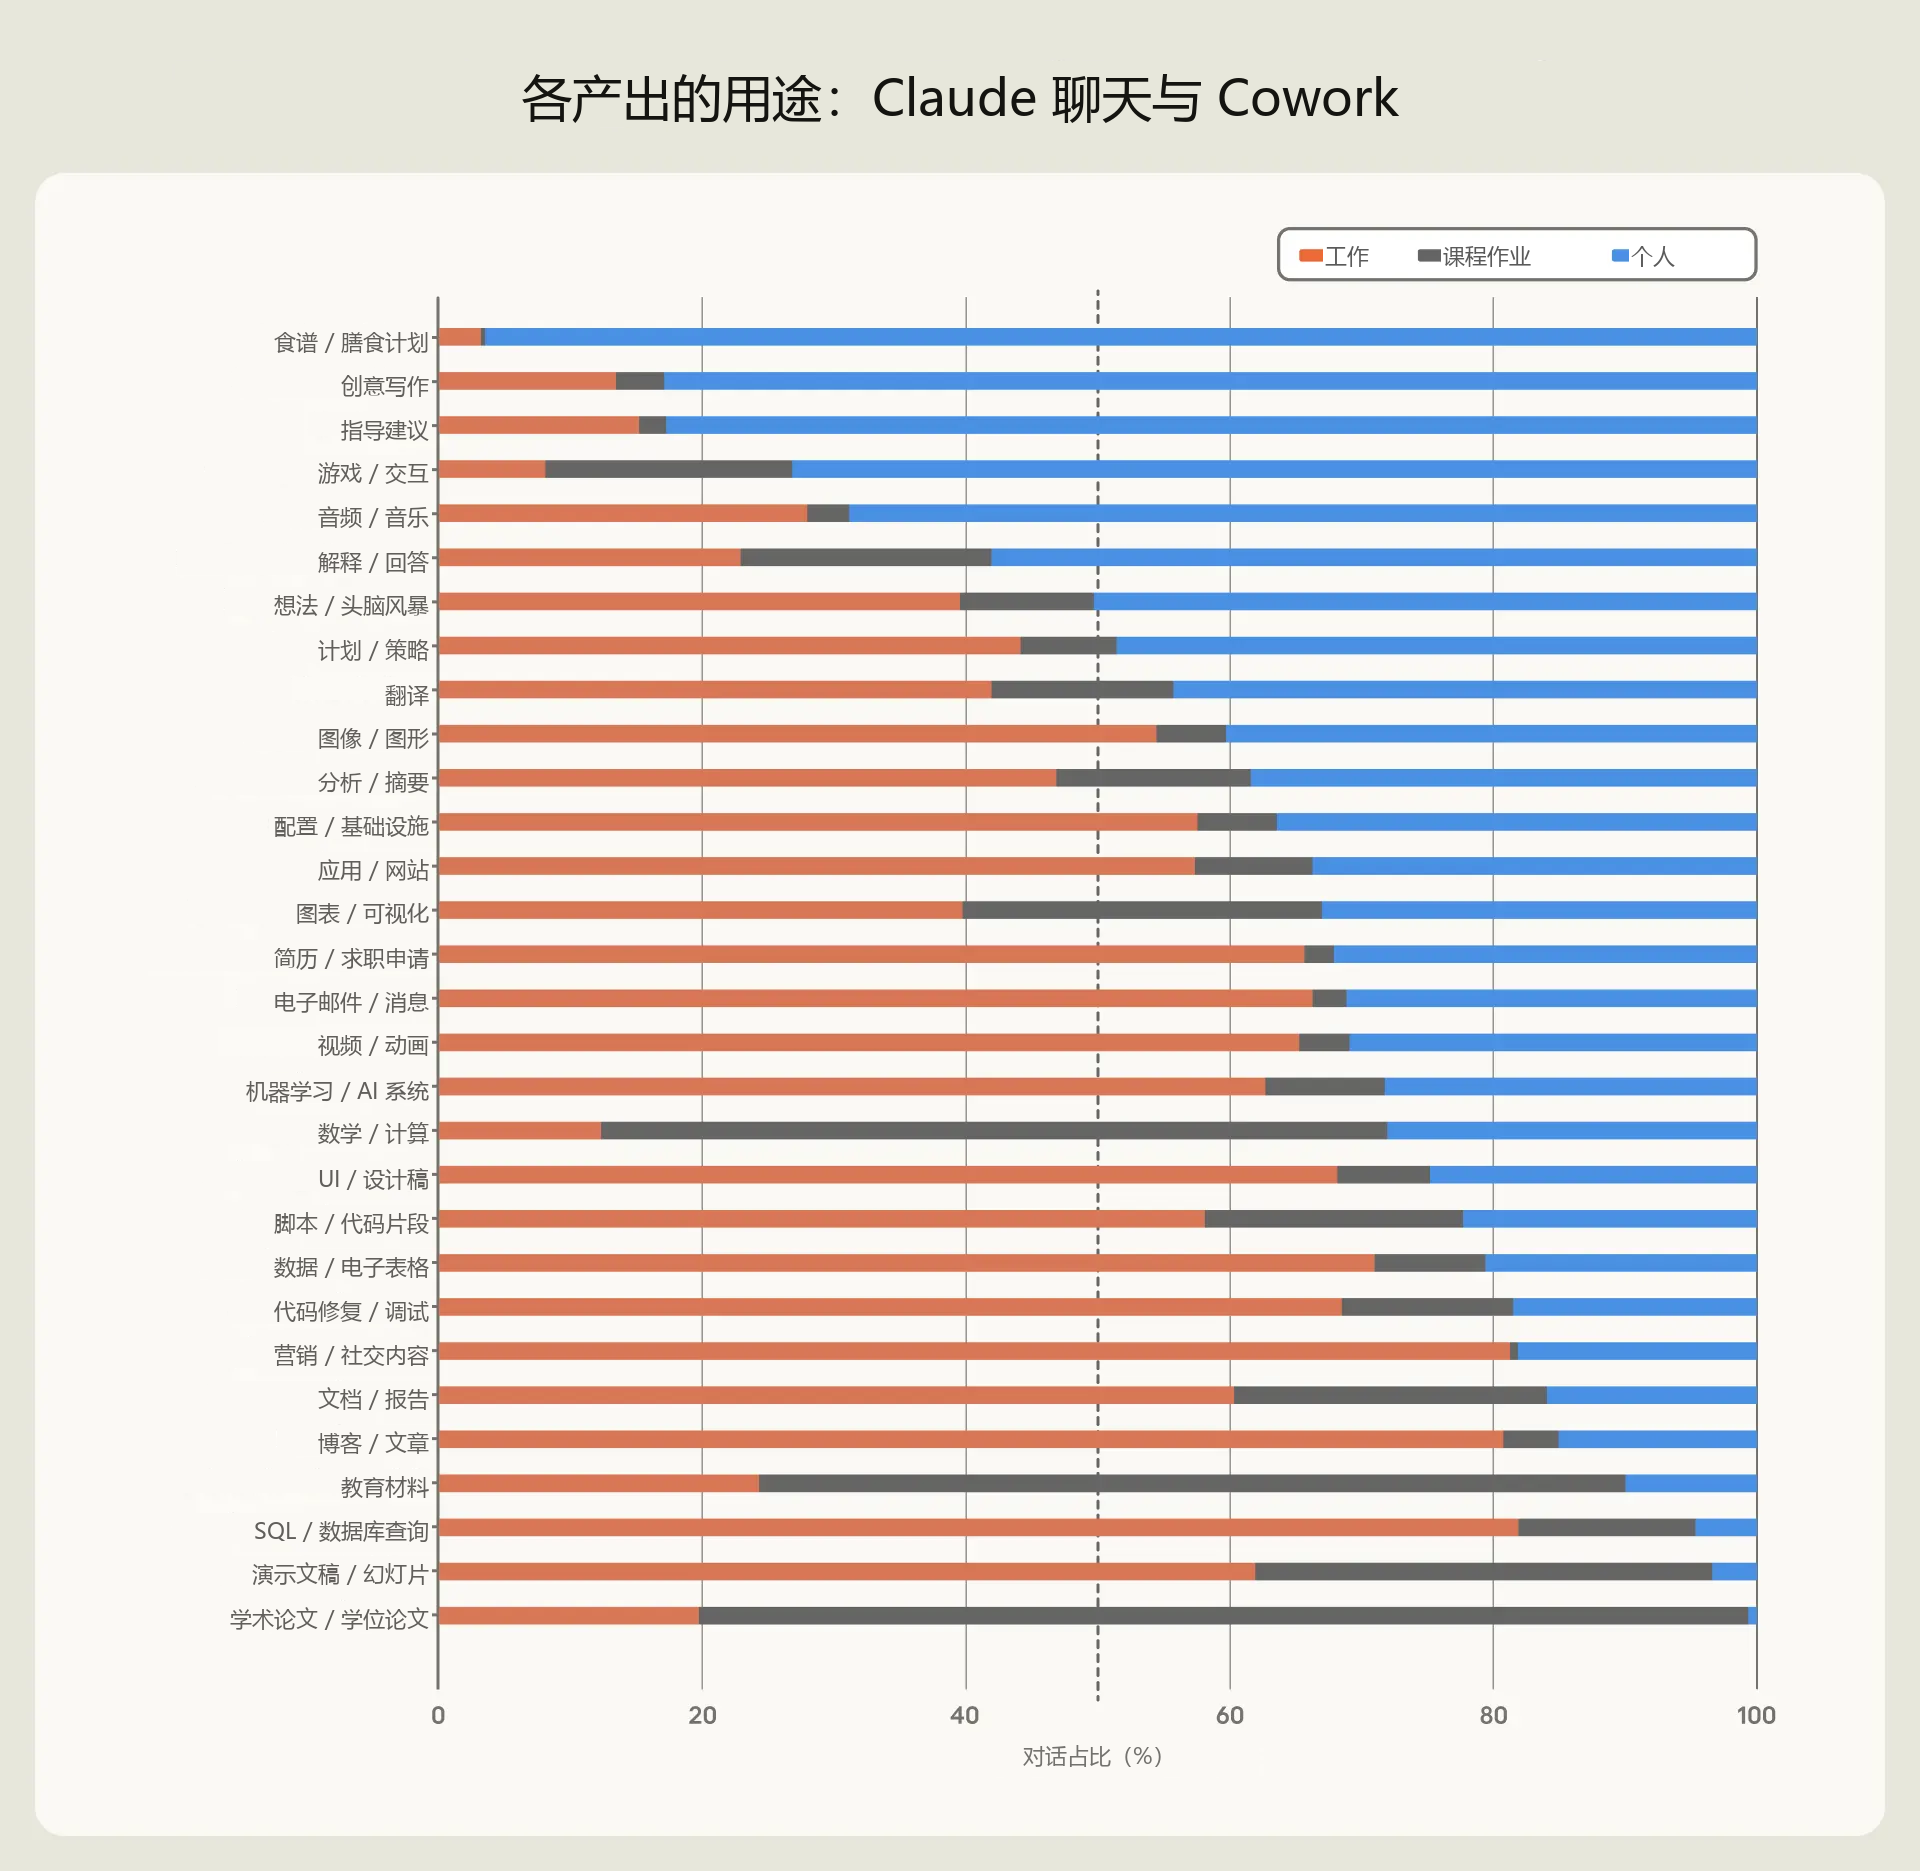 各产出的用途：Claude 聊天与 Cowork
工作 课程作业 个人
食谱 / 膳食计划
创意写作
指导建议
游戏 / 交互
音频 / 音乐
解释 / 回答
想法 / 头脑风暴
计划 / 策略
翻译
图像 / 图形
分析 / 摘要
配置 / 基础设施
应用 / 网站
图表 / 可视化
简历 / 求职申请
电子邮件 / 消息
视频 / 动画
机器学习 / AI 系统
数学 / 计算
UI / 设计稿
脚本 / 代码片段
数据 / 电子表格
代码修复 / 调试
营销 / 社交内容
文档 / 报告
博客 / 文章
教育材料
SQL / 数据库查询
演示文稿 / 幻灯片
学术论文 / 学位论文
0 20 40 60 80 100
对话占比（%）